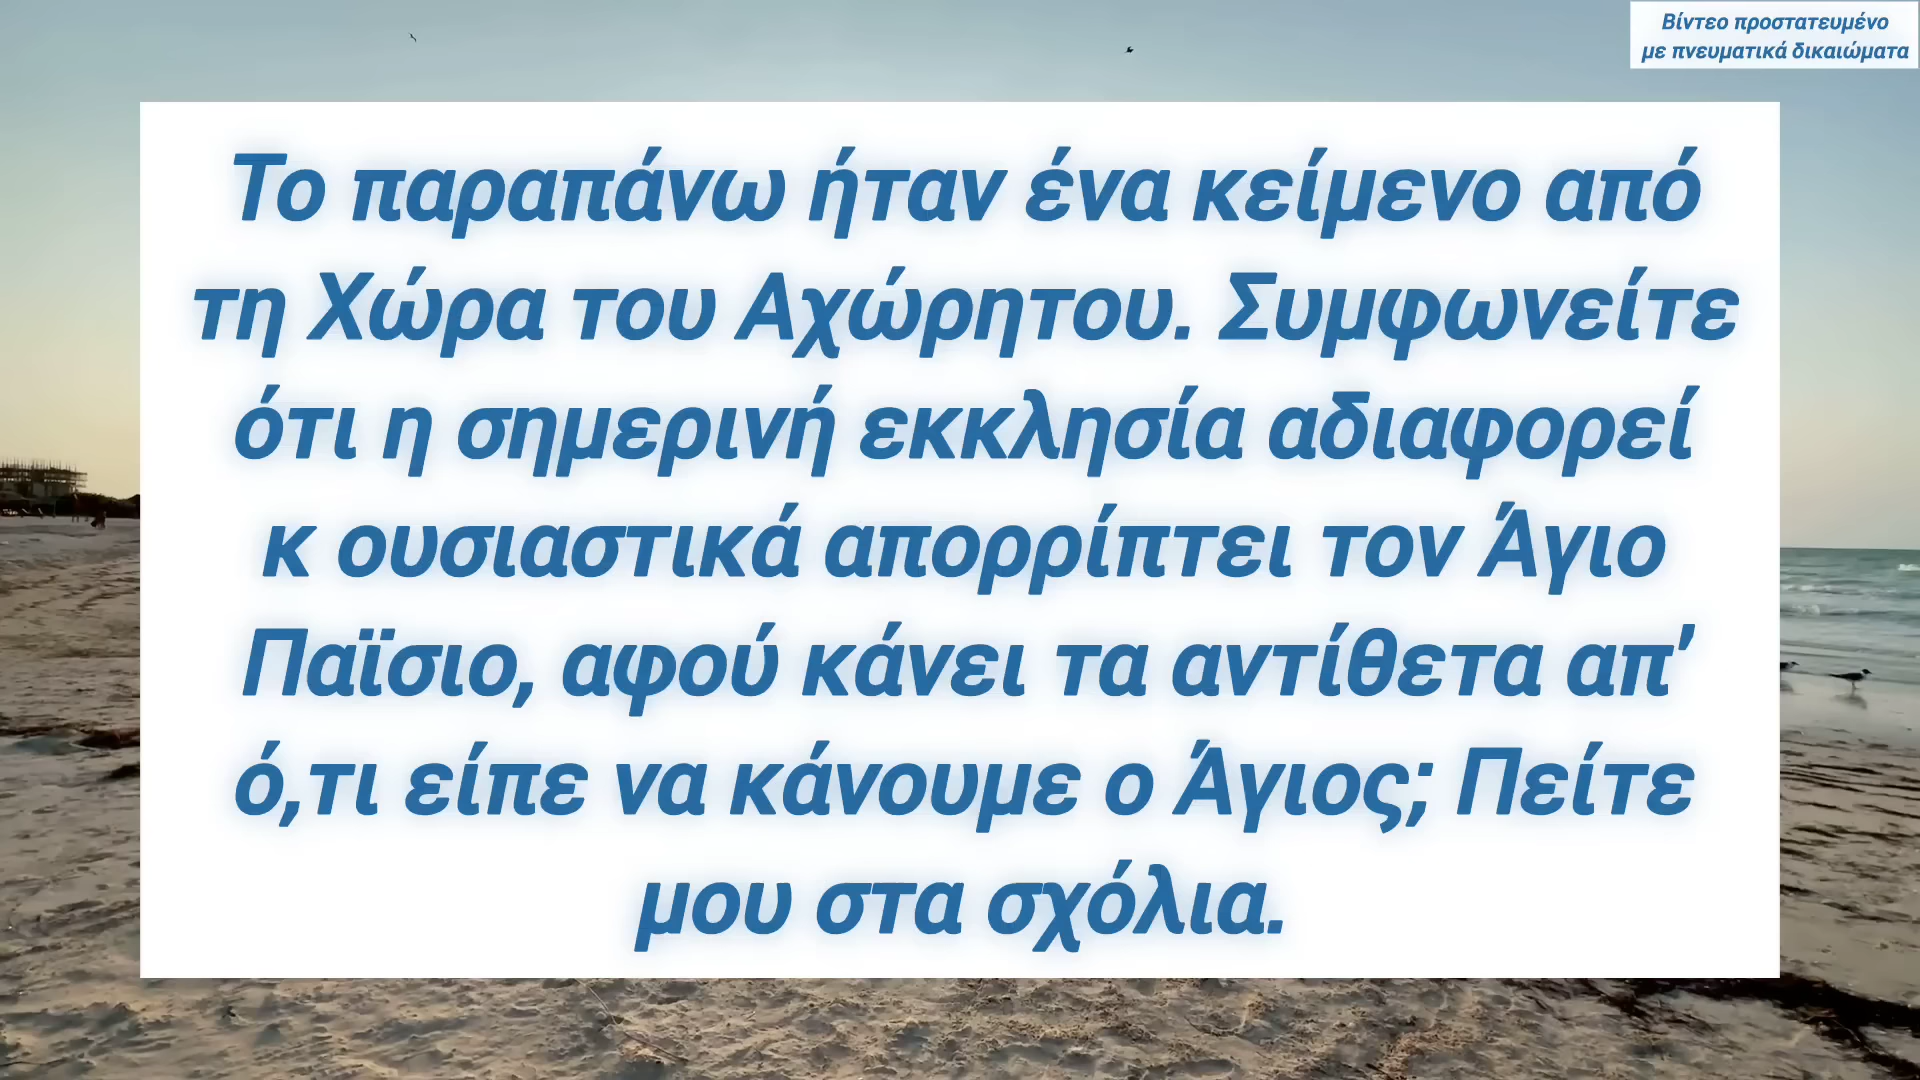 Βίντεο προστατευμένο
με πνευματικά δικαιώματα
Το παραπάνω ήταν ένα κείμενο από
τη Χώρα του Αχώρητου. Συμφωνείτε
ότι η σημερινή εκκλησία αδιαφορεί
κ ουσιαστικά απορρίπτει τον Άγιο
Παΐσιο, αφού κάνει τα αντίθετα απ'
ό,τι είπε να κάνουμε ο Άγιος; Πείτε
μου στα σχόλια.